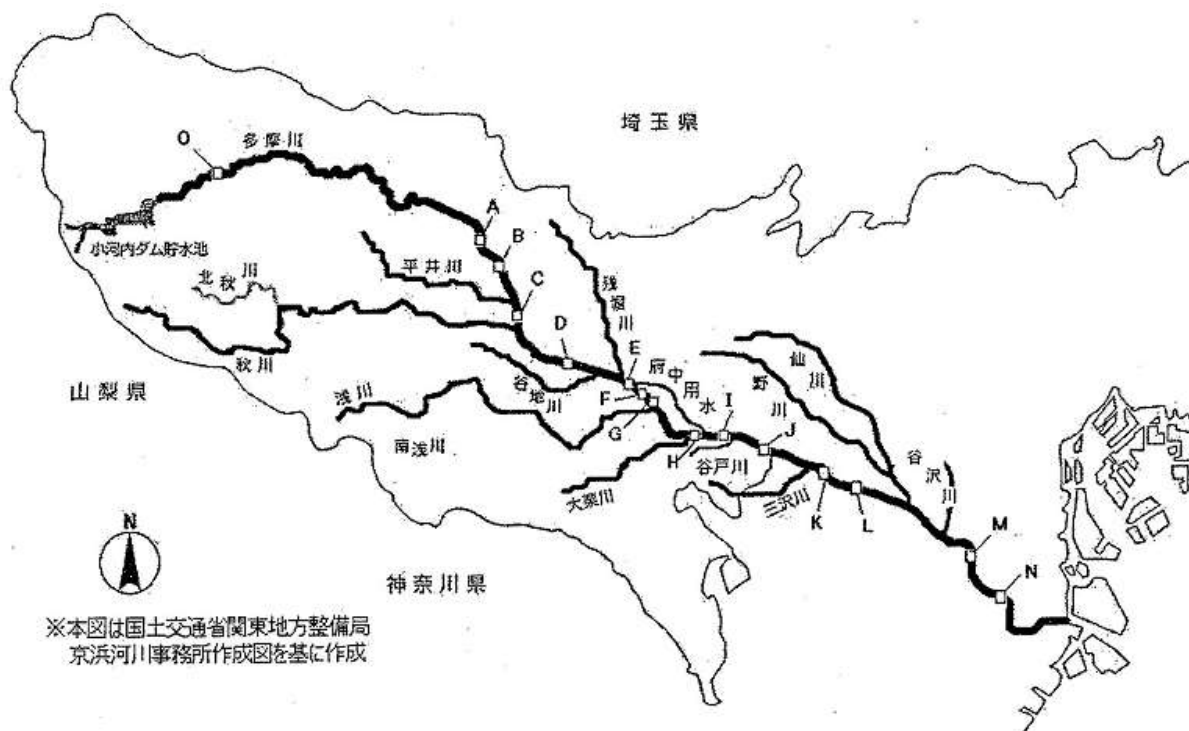 埼玉県
O
多摩川
A
B
小河内ダム貯水池
平井川
C
北秋川
残堀川
D
E
秋川
府中用水
仙川
野川
山梨県
谷地川
F
浅川
G
I
J
南浅川
H
谷戸川
谷沢川
大栗川
三沢川
K
L
M
N
N
神奈川県
※本図は国土交通省関東地方整備局
京浜河川事務所作成図を基に作成